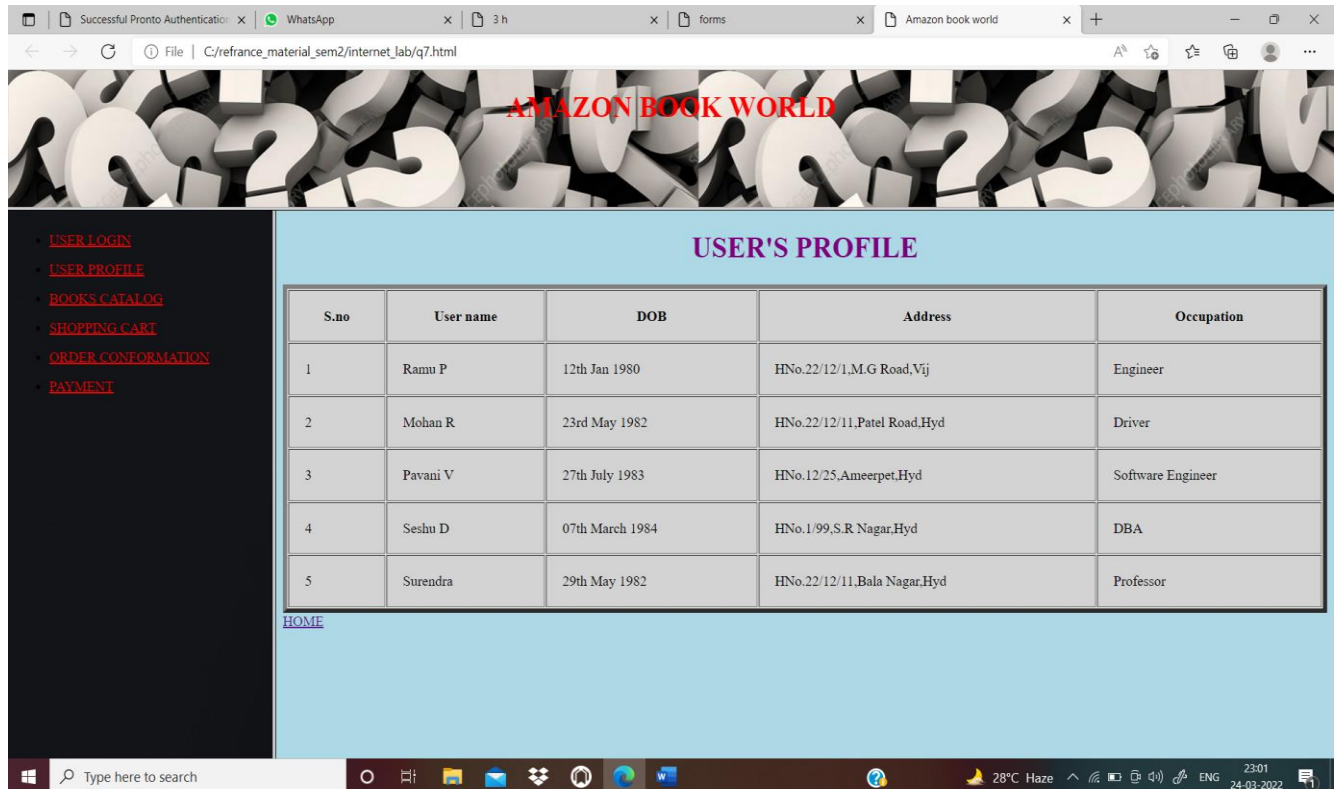 Successful Pronto Authentication
WhatsApp
3 h
forms
Amazon book world
File | C:/refrance_material_sem2/internet_lab/q7.html
AMAZON BOOK WORLD
USER LOGIN
USER PROFILE
BOOKS CATALOG
SHOPPING CART
ORDER CONFORMATION
PAYMENT
USER'S PROFILE
S.no User name DOB Address Occupation
1 Ramu P 12th Jan 1980 HNo.22/12/1,M.G Road,Vij Engineer
2 Mohan R 23rd May 1982 HNo.22/12/11,Patel Road,Hyd Driver
3 Pavani V 27th July 1983 HNo.12/25,Ameerpet,Hyd Software Engineer
4 Seshu D 07th March 1984 HNo.1/99,S.R Nagar,Hyd DBA
5 Surendra 29th May 1982 HNo.22/12/11,Bala Nagar,Hyd Professor
HOME
Type here to search
28°C Haze
ENG
23:01
24-03-2022